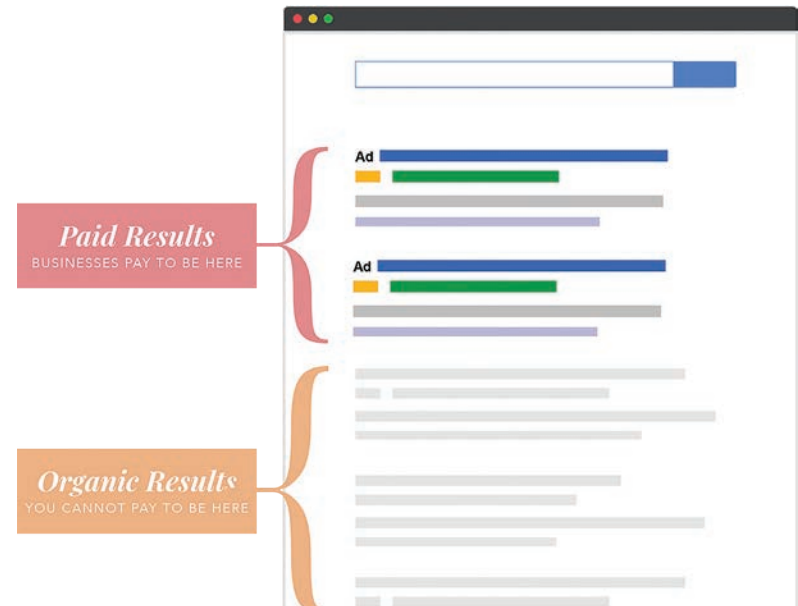 Ad
Paid Results
BUSINESSES PAY TO BE HERE
Ad
Organic Results
YOU CANNOT PAY TO BE HERE